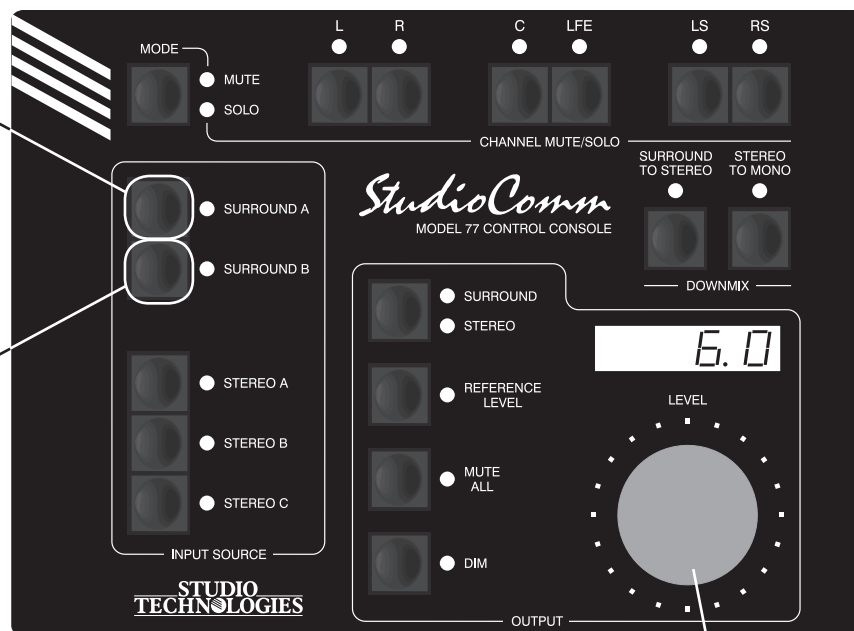 L R C LFE LS RS
MODE
MUTE
SOLO
CHANNEL MUTE/SOLO
SURROUND A
SURROUND B
STEREO A
STEREO B
STEREO C
INPUT SOURCE
STUDIO
TECHNOLOGIES
StudioComm
MODEL 77 CONTROL CONSOLE
SURROUND
TO STEREO
STEREO
TO MONO
DOWNMIX
SURROUND
STEREO
REFERENCE
LEVEL
MUTE
ALL
DIM
6.0
LEVEL
OUTPUT